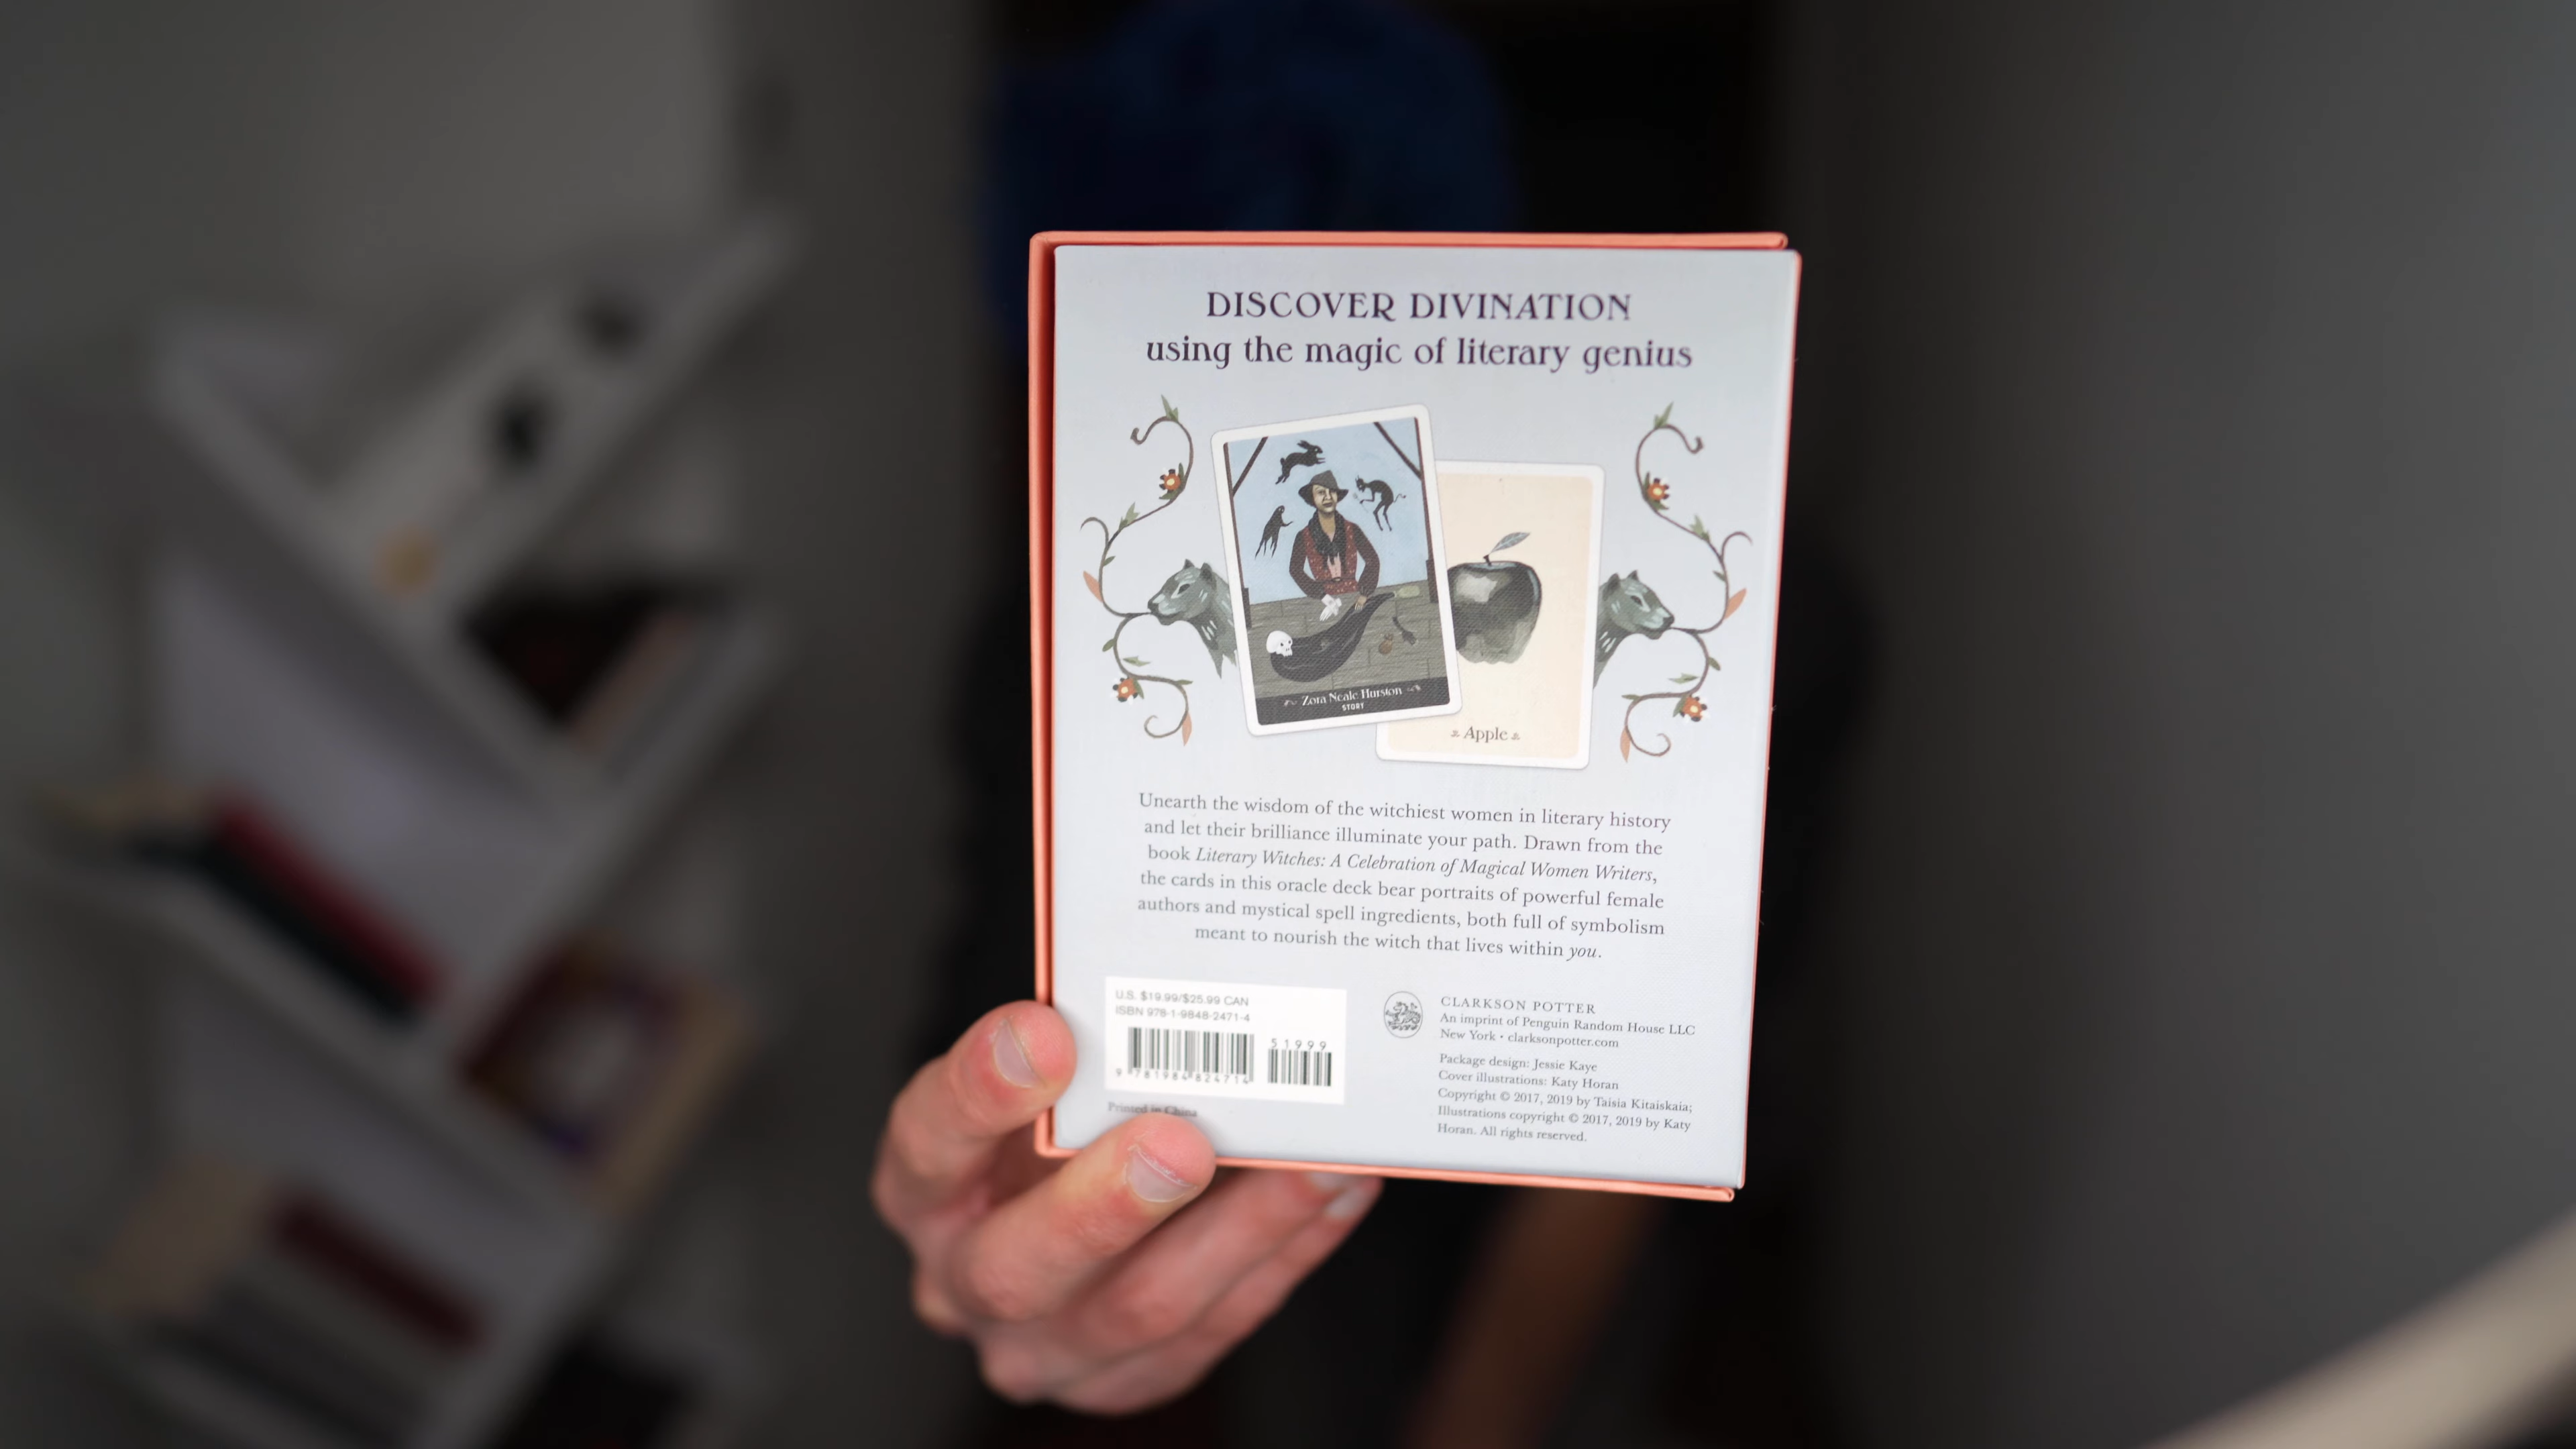 DISCOVER DIVINATION
using the magic of literary genius
Zora Neale Hurston
STORY
Apple
Unearth the wisdom of the witchiest women in literary history
and let their brilliance illuminate your path. Drawn from the
book Literary Witches: A Celebration of Magical Women Writers,
the cards in this oracle deck bear portraits of powerful female
authors and mystical spell ingredients, both full of symbolism
meant to nourish the witch that lives within you.
U.S. $19.99/$25.99 CAN
ISBN 978-1-9848-2471-4
51999
9 781984 824714
Printed in China
CLARKSON POTTER
An imprint of Penguin Random House LLC
New York • clarksonpotter.com
Package design: Jessie Kaye
Cover illustrations: Katy Horan
Copyright © 2017, 2019 by Taisia Kitaiskaia;
Illustrations copyright © 2017, 2019 by Katy
Horan. All rights reserved.